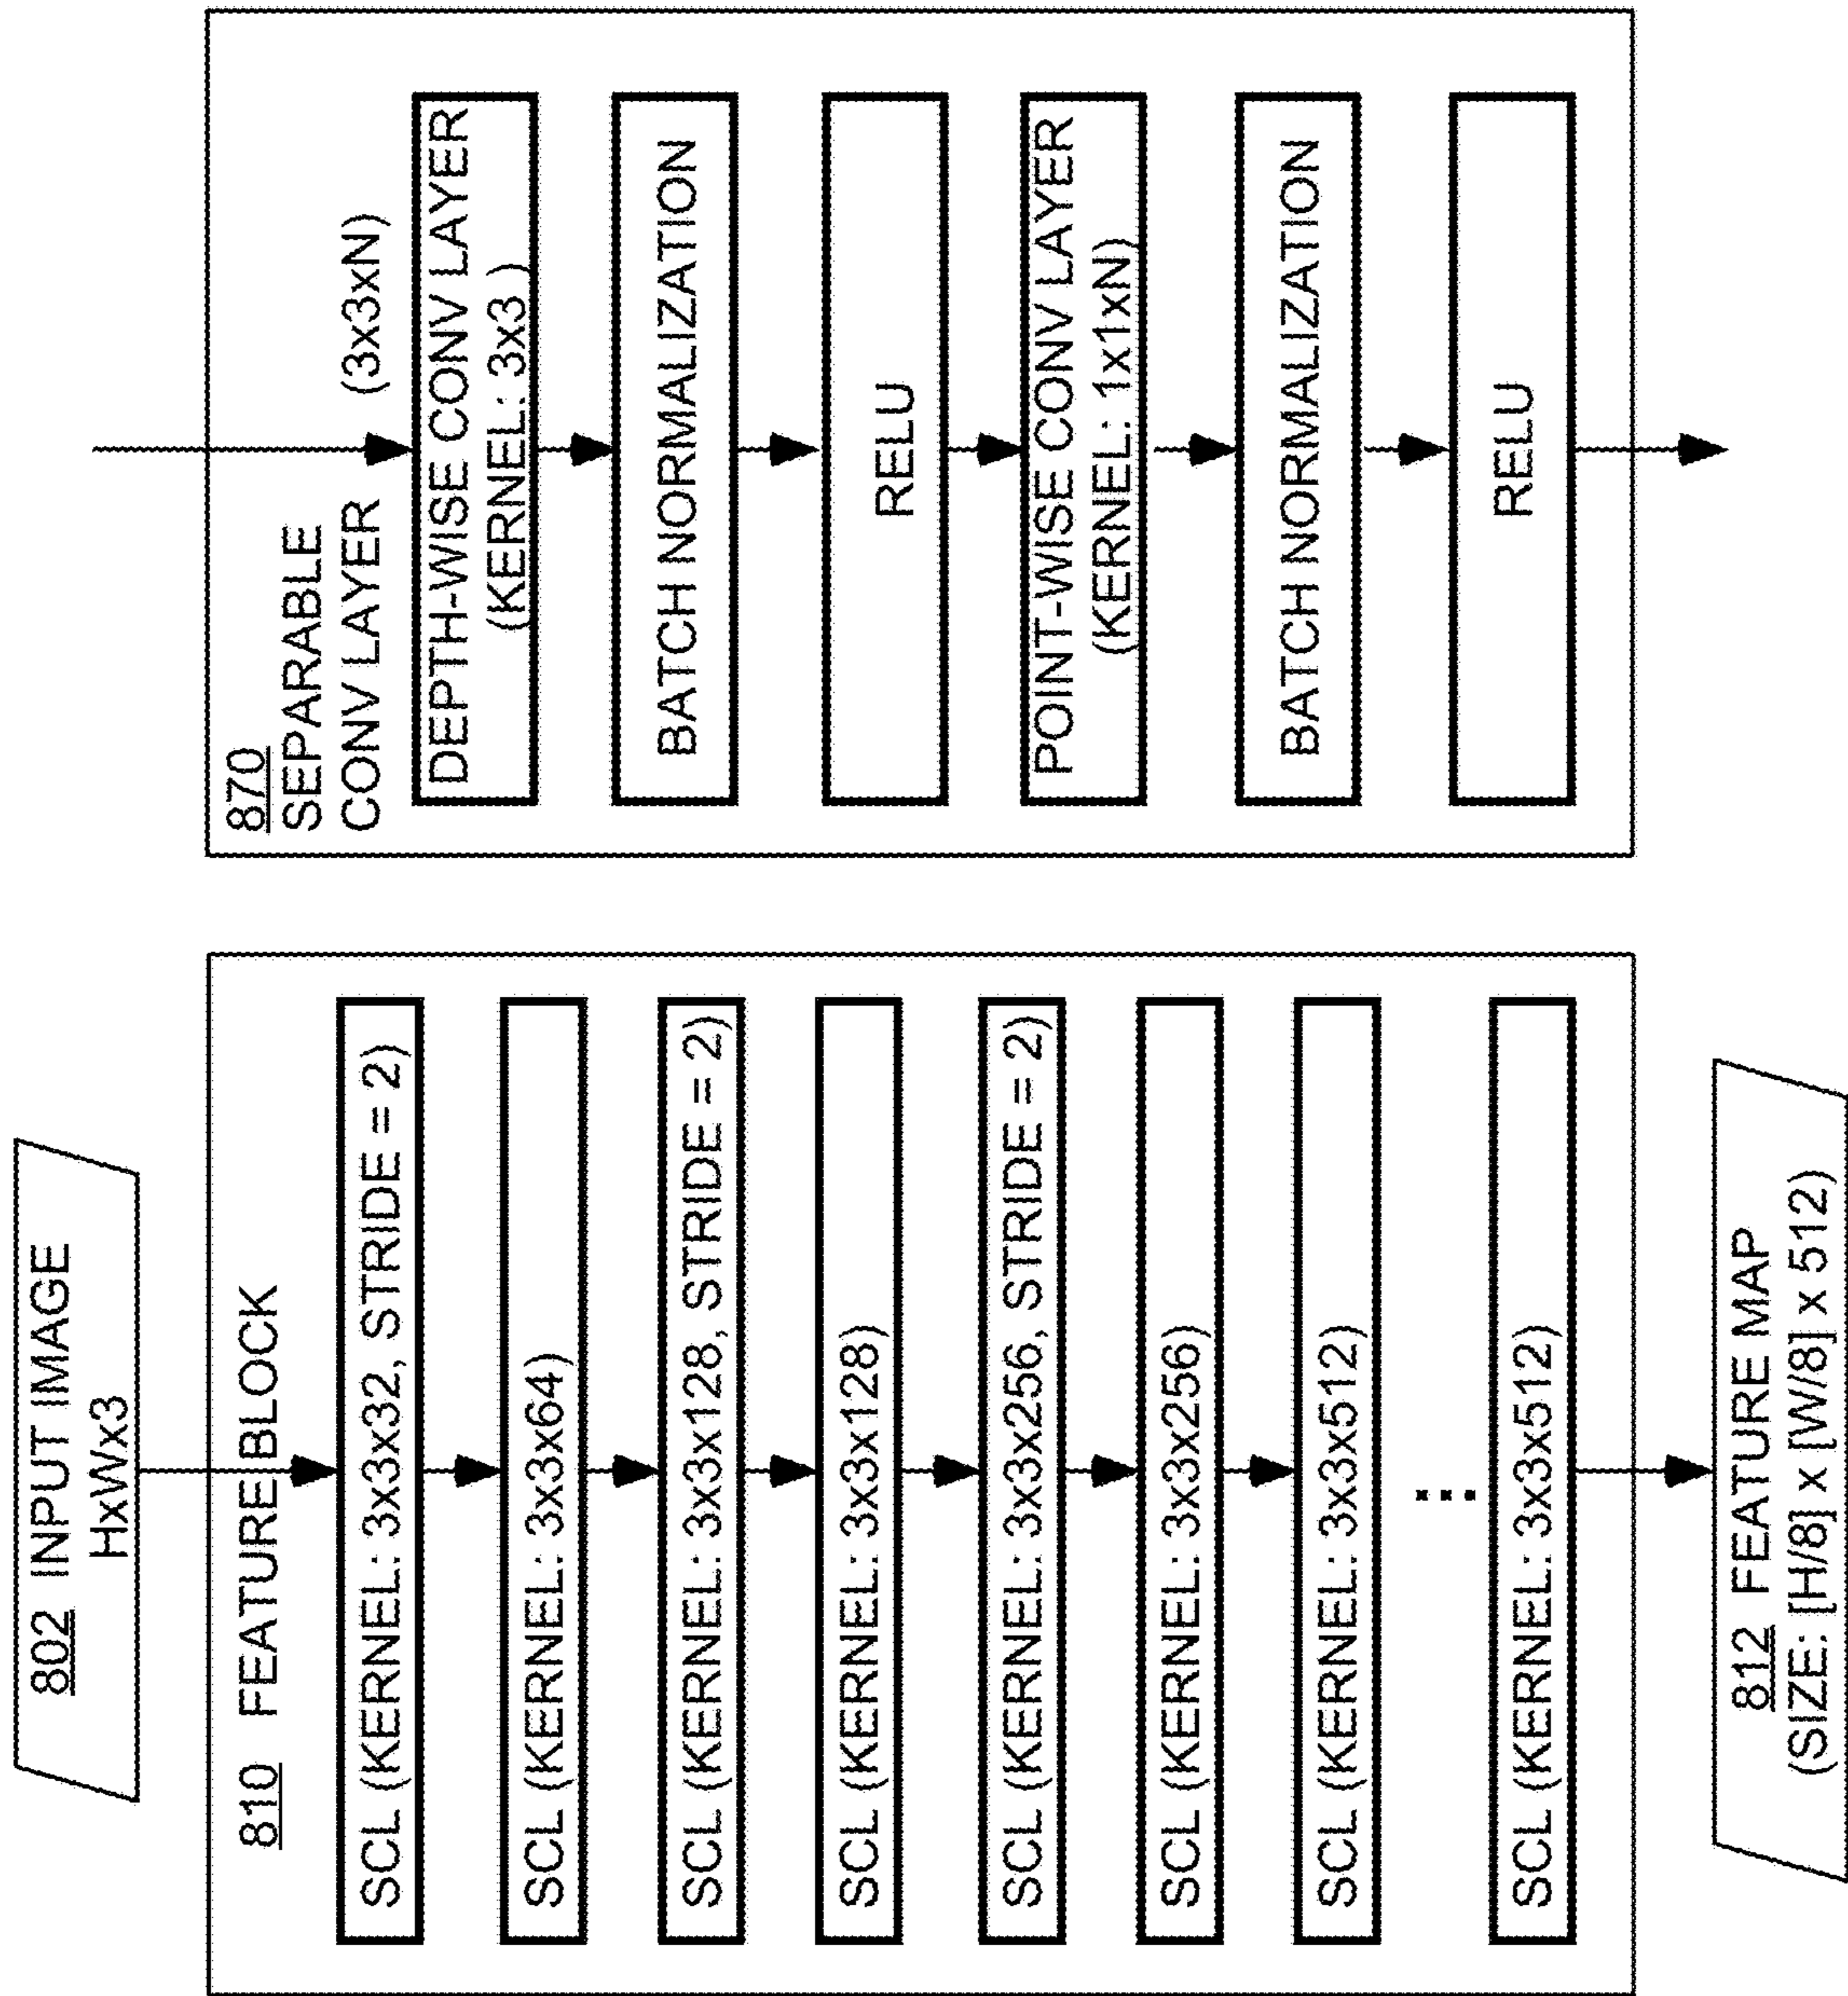 802 INPUT IMAGE
HxWx3
810 FEATURE BLOCK
SCL (KERNEL: 3x3x32, STRIDE = 2)
SCL (KERNEL: 3x3x64)
SCL (KERNEL: 3x3x128, STRIDE = 2)
SCL (KERNEL: 3x3x128)
SCL (KERNEL: 3x3x256, STRIDE = 2)
SCL (KERNEL: 3x3x256)
SCL (KERNEL: 3x3x512)
...
SCL (KERNEL: 3x3x512)
812 FEATURE MAP
(SIZE: [H/8] x [W/8] x 512)
870
SEPARABLE
CONV LAYER (3x3xN)
DEPTH-WISE CONV LAYER
(KERNEL: 3x3 )
BATCH NORMALIZATION
RELU
POINT-WISE CONV LAYER
(KERNEL: 1x1xN)
BATCH NORMALIZATION
RELU